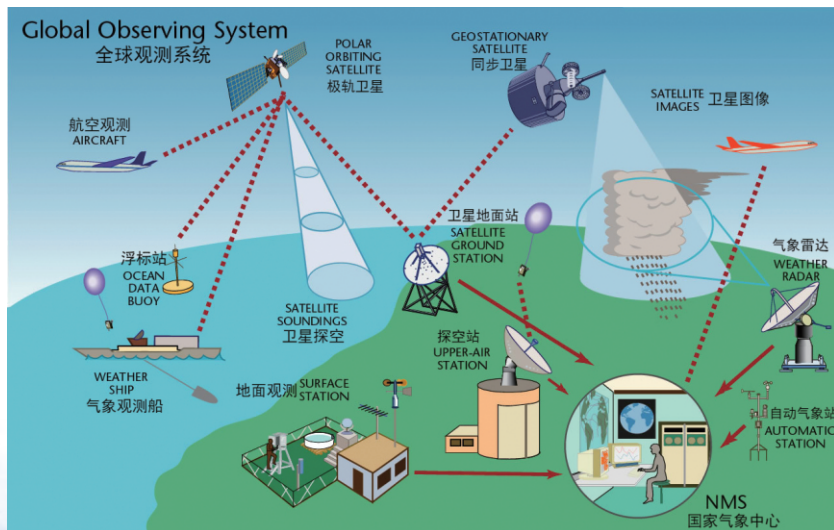 Global Observing System
全球观测系统
POLAR
ORBITING
SATELLITE
极轨卫星
GEOSTATIONARY
SATELLITE
同步卫星
SATELLITE
IMAGES 卫星图像
航空观测
AIRCRAFT
浮标站
OCEAN
DATA
BUOY
卫星地面站
SATELLITE
GROUND
STATION
气象雷达
WEATHER
RADAR
SATELLITE
SOUNDINGS
卫星探空
探空站
UPPER-AIR
STATION
WEATHER
SHIP
气象观测船
地面观测 SURFACE
STATION
自动气象站
AUTOMATIC
STATION
NMS
国家气象中心